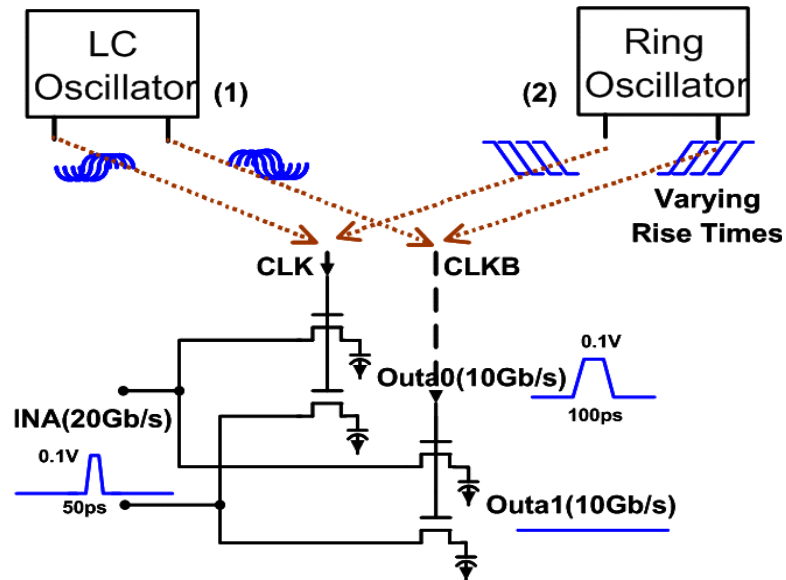 LC
Oscillator
(1)
(2)
Ring
Oscillator
Varying
Rise Times
CLK
CLKB
0.1V
Outa0(10Gb/s)
100ps
INA(20Gb/s)
0.1V
50ps
Outa1(10Gb/s)